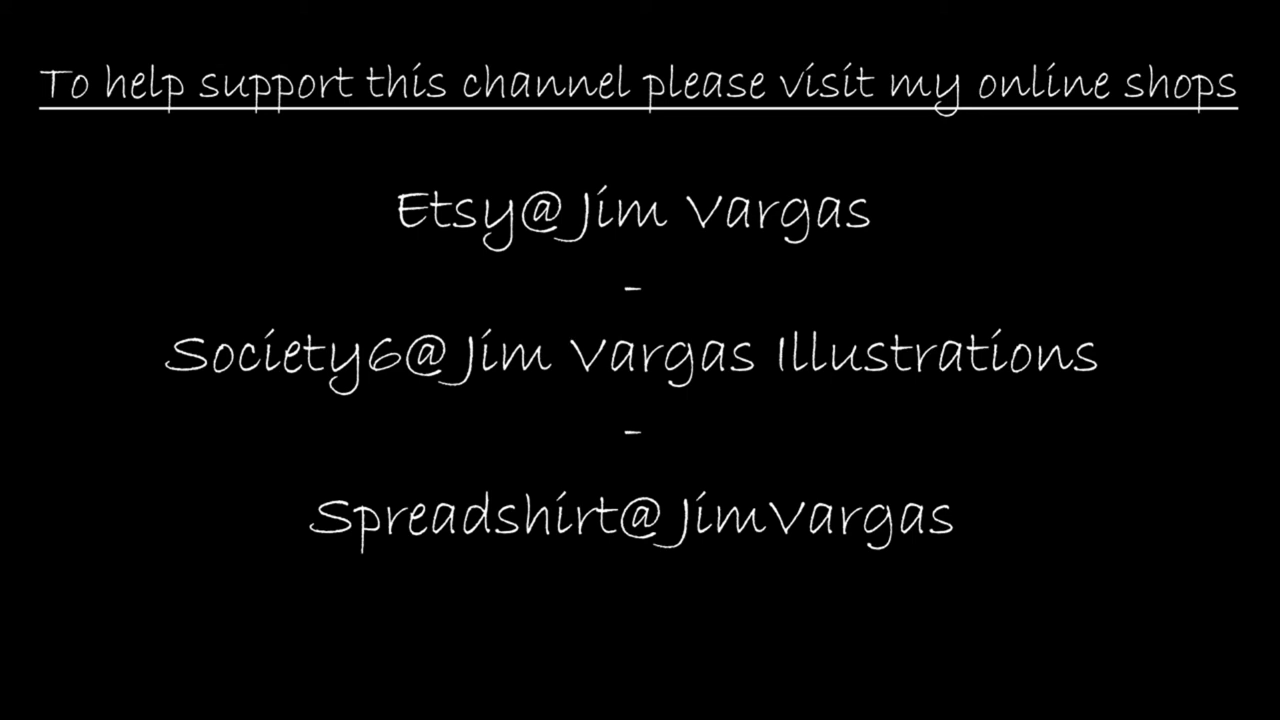 To help support this channel please visit my online shops
Etsy@Jim Vargas
-
Society6@Jim Vargas Illustrations
-
Spreadshirt@JimVargas